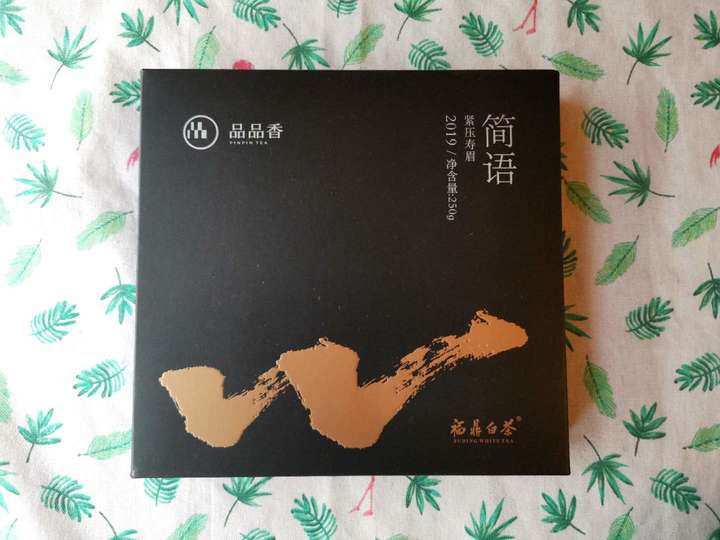 品品香
PINPIN TEA
简语
紧压寿眉
2019 / 净含量:250g
福鼎白茶®
FUDING WHITE TEA